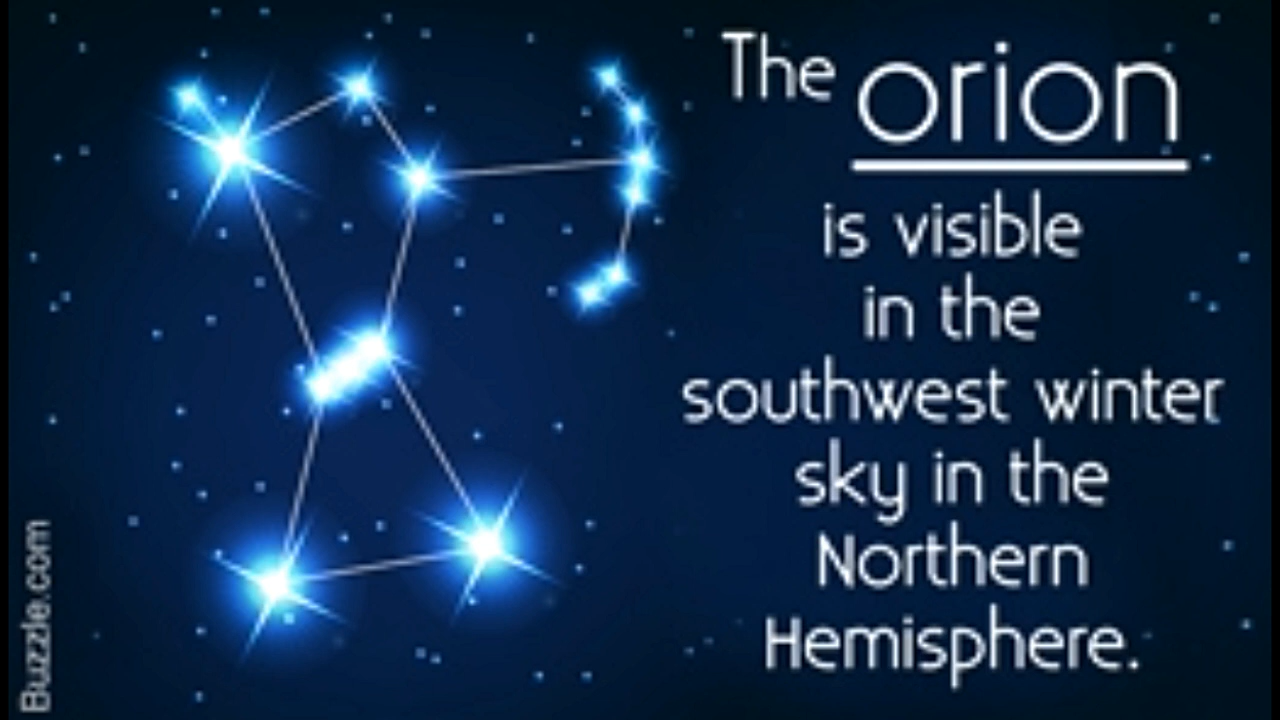 The orion
is visible
in the
southwest winter
sky in the
Northern
Hemisphere.
Buzzle.com